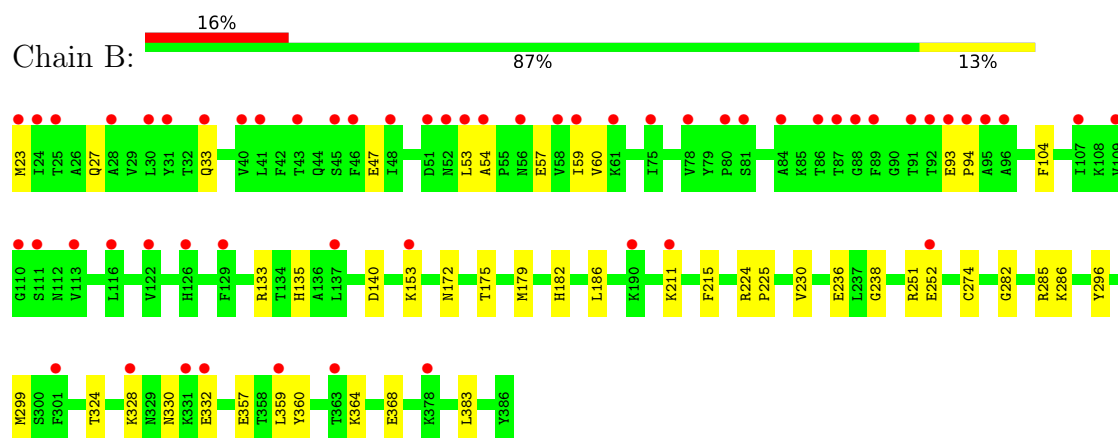 16%
Chain B:
87%
13%
M23 I24 T25 A26 Q27 A28 V29 L30 Y31 T32 Q33 V40 L41 F42 T43 Q44 S45 F46 E47 I48 D51 N52 L53 A54 P55 N56 E57 V58 I59 V60 K61 I75 V78 Y79 P80 S81 A84 K85 T86 T87 G88 F89 G90 T91 T92 E93 P94 A95 A96 F104 I107 K108 V109
G110 S111 N112 V113 L116 V122 H126 F129 R133 T134 H135 A136 L137 D140 K153 N172 T175 M179 H182 L186 K190 K211 F215 R224 P225 V230 E236 L237 G238 R251 E252 C274 G282 R285 K286 Y296
M299 S300 F301 T324 K328 N329 N330 K331 E332 E357 T358 L359 Y360 T363 K364 E368 K378 L383 Y386